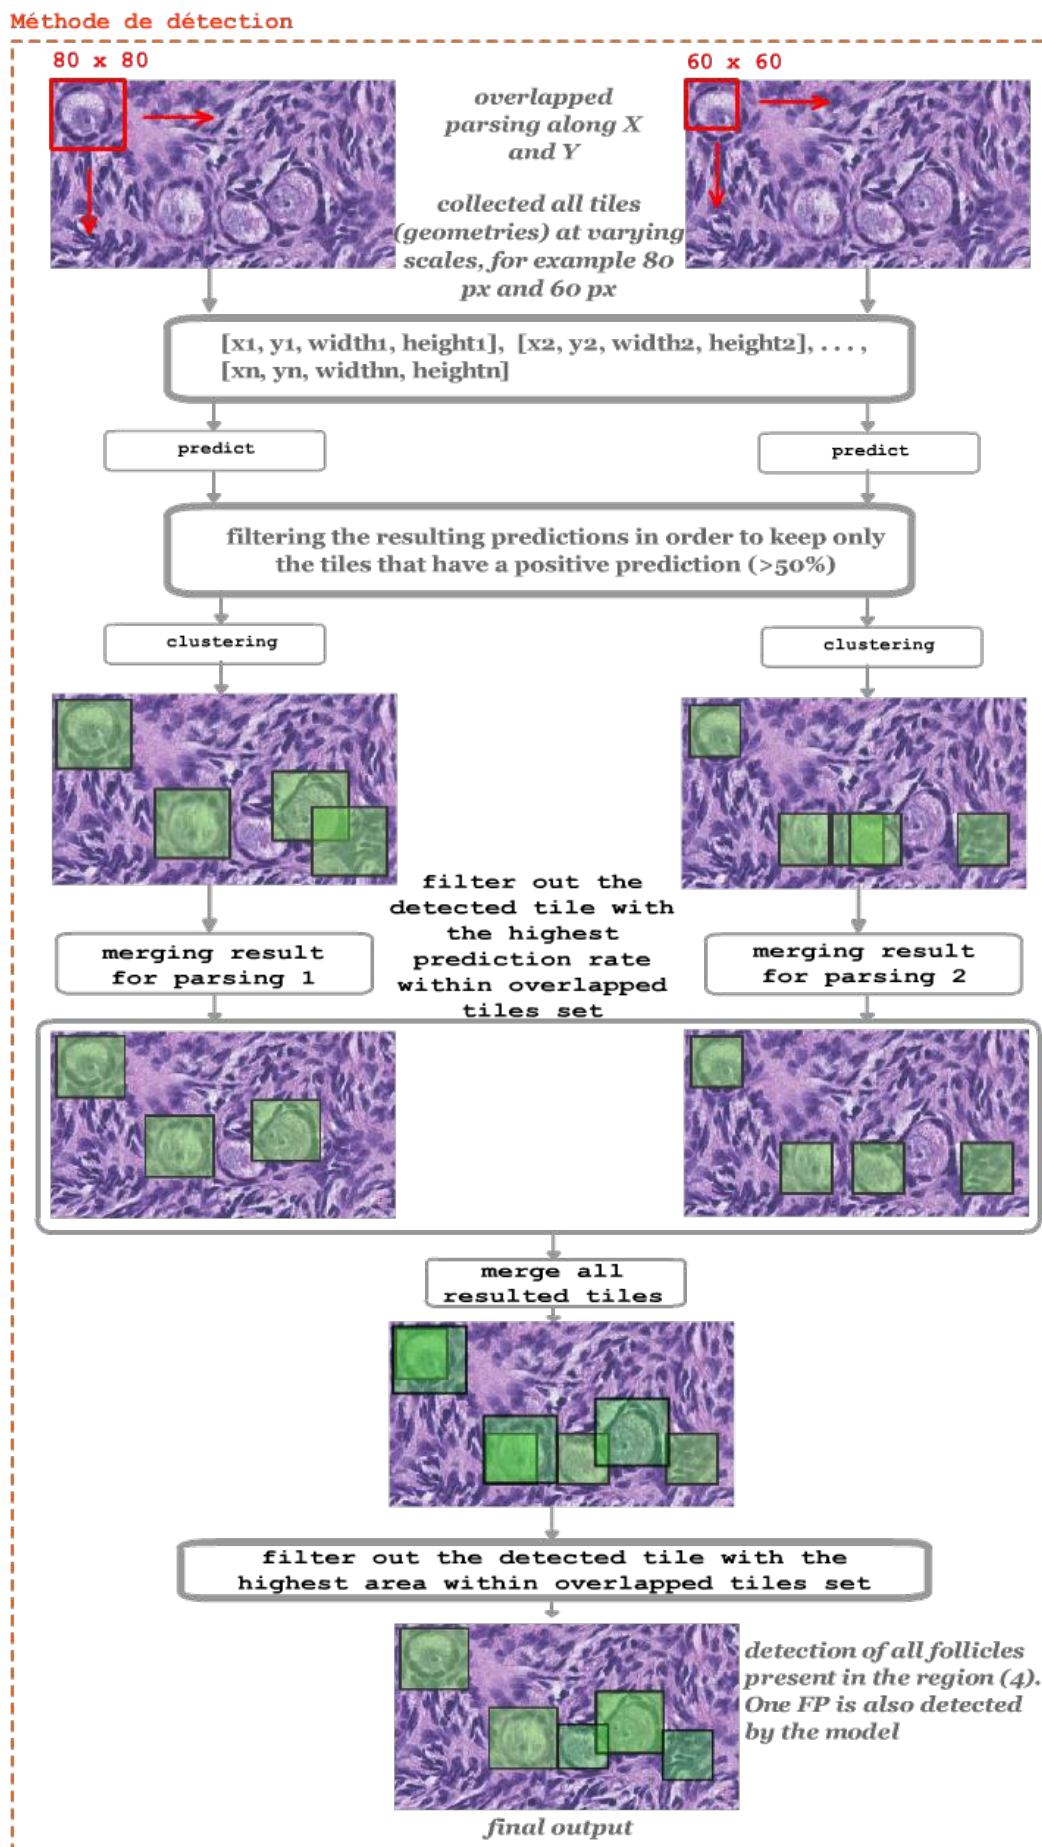 Méthode de détection
80 x 80
60 x 60
overlapped
parsing along X
and Y
collected all tiles
(geometries) at varying
scales, for example 80
px and 60 px
[x1, y1, width1, height1], [x2, y2, width2, height2], . . . ,
[xn, yn, widthn, heightn]
predict
predict
filtering the resulting predictions in order to keep only
the tiles that have a positive prediction (>50%)
clustering
clustering
filter out the
detected tile with
the highest
prediction rate
within overlapped
tiles set
merging result
for parsing 1
merging result
for parsing 2
merge all
resulted tiles
filter out the detected tile with the
highest area within overlapped tiles set
detection of all follicles
present in the region (4).
One FP is also detected
by the model
final output